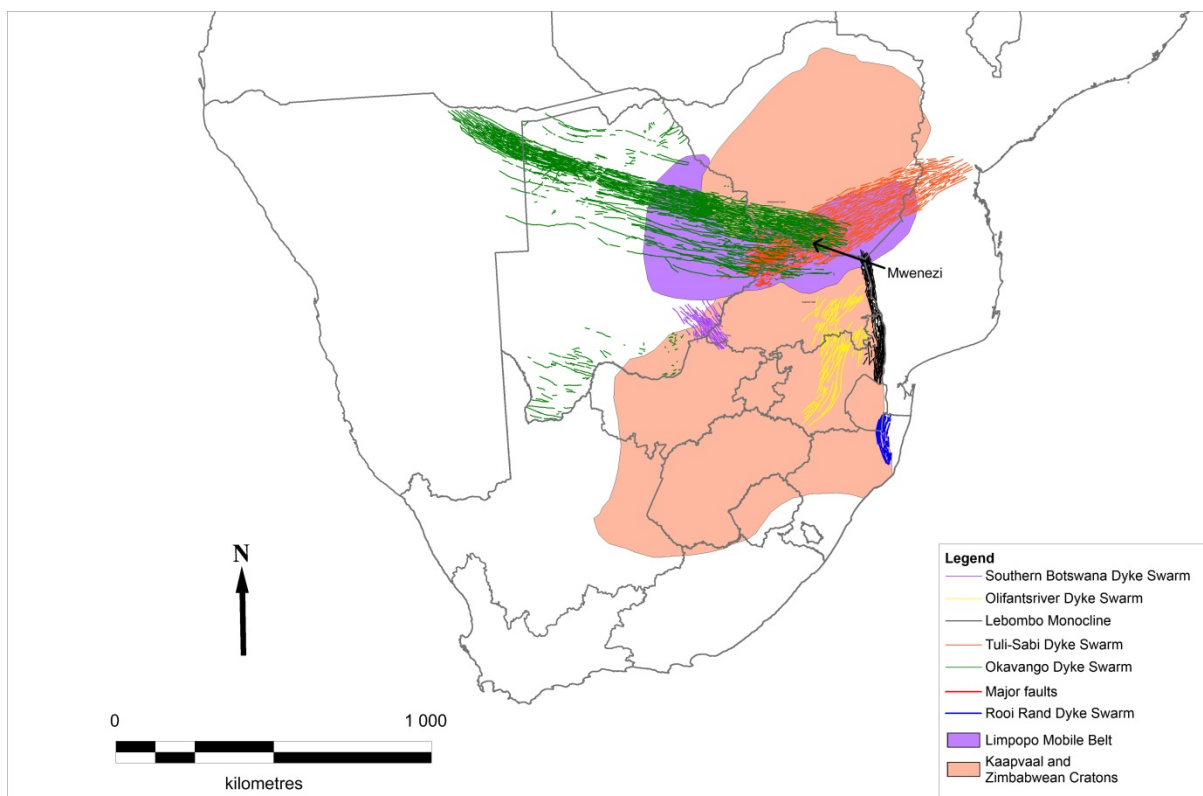 Mwenezi
N
0 1 000
kilometres
Legend
Southern Botswana Dyke Swarm
Olifantsriver Dyke Swarm
Lebombo Monocline
Tuli-Sabi Dyke Swarm
Okavango Dyke Swarm
Major faults
Rooi Rand Dyke Swarm
Limpopo Mobile Belt
Kaapvaal and
Zimbabwean Cratons